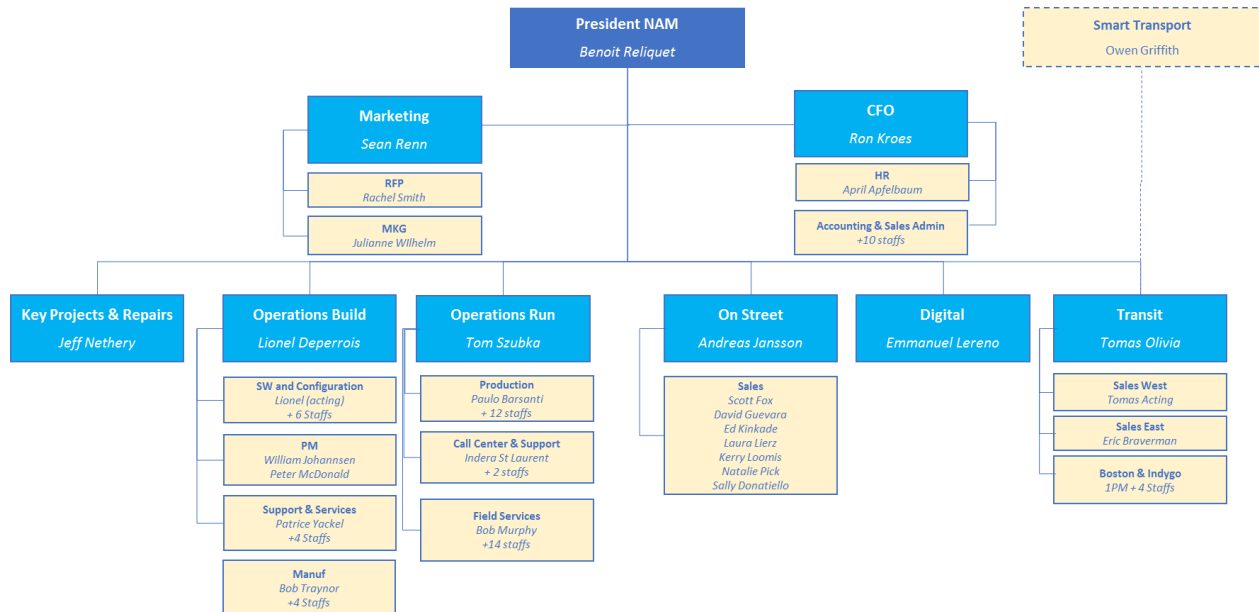 President NAM
Benoit Reliquet
Smart Transport
Owen Griffith
Marketing
Sean Renn
CFO
Ron Kroes
RFP
Rachel Smith
HR
April Apfelbaum
MKG
Julianne WIlhelm
Accounting & Sales Admin
+10 staffs
Key Projects & Repairs
Jeff Nethery
Operations Build
Lionel Deperrois
Operations Run
Tom Szubka
On Street
Andreas Jansson
Digital
Emmanuel Lereno
Transit
Tomas Olivia
SW and Configuration
Lionel (acting)
+ 6 Staffs
PM
William Johannsen
Peter McDonald
Support & Services
Patrice Yackel
+4 Staffs
Manuf
Bob Traynor
+4 Staffs
Production
Paulo Barsanti
+ 12 staffs
Call Center & Support
Indera St Laurent
+ 2 staffs
Field Services
Bob Murphy
+14 staffs
Sales
Scott Fox
David Guevara
Ed Kinkade
Laura Lierz
Kerry Loomis
Natalie Pick
Sally Donatiello
Sales West
Tomas Acting
Sales East
Eric Braverman
Boston & Indygo
1PM + 4 Staffs